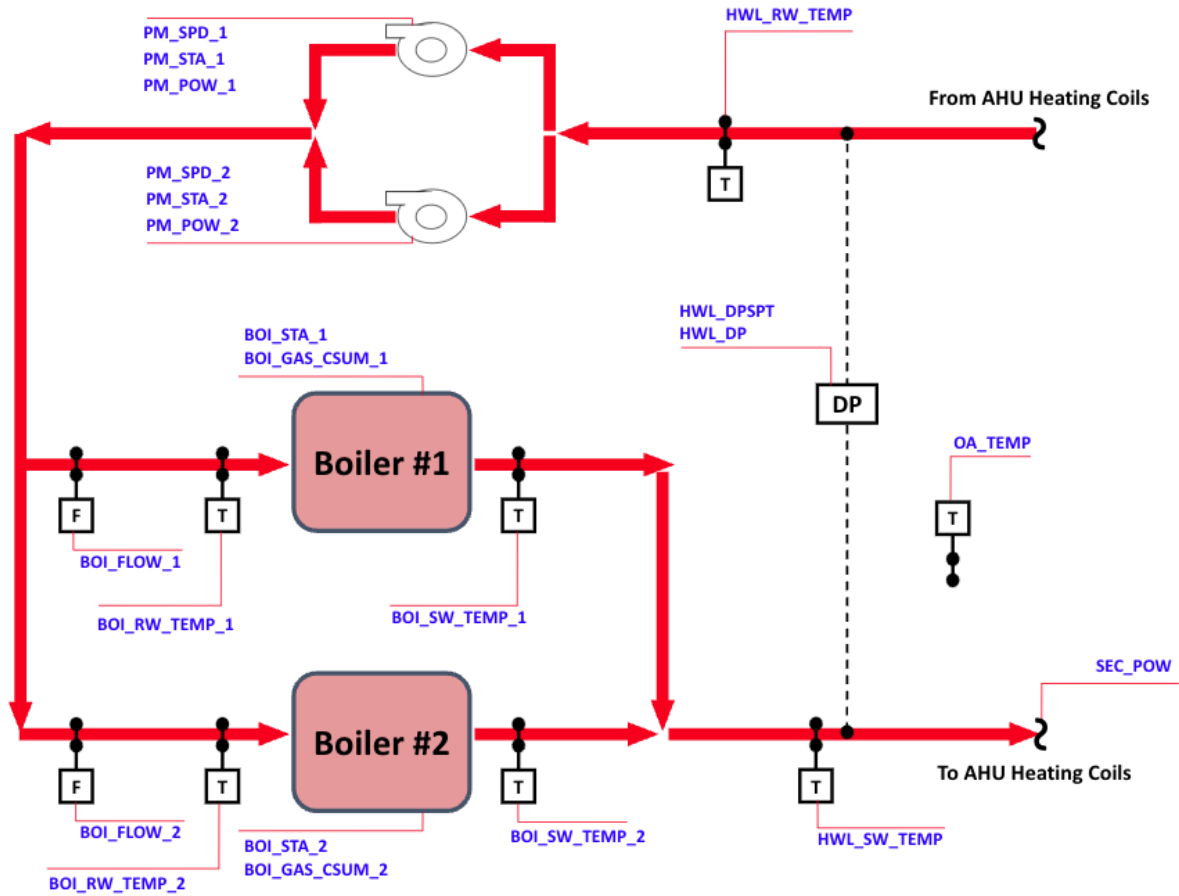 HWL_RW_TEMP
PM_SPD_1
PM_STA_1
PM_POW_1
From AHU Heating Coils
PM_SPD_2
PM_STA_2
PM_POW_2
T
HWL_DPSPT
HWL_DP
BOI_STA_1
BOI_GAS_CSUM_1
DP
OA_TEMP
Boiler #1
F
T
T
T
BOI_FLOW_1
BOI_RW_TEMP_1
BOI_SW_TEMP_1
SEC_POW
Boiler #2
To AHU Heating Coils
F
T
T
T
BOI_FLOW_2
BOI_STA_2
BOI_GAS_CSUM_2
BOI_SW_TEMP_2
HWL_SW_TEMP
BOI_RW_TEMP_2